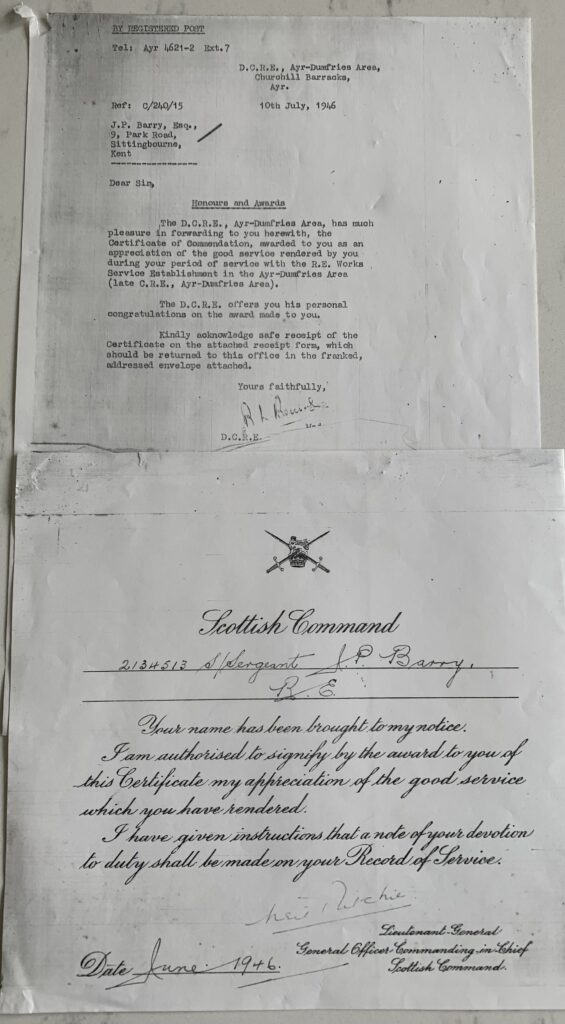 BY REGISTERED POST
Tel: Ayr 4621-2 Ext.7
D.C.R.E., Ayr-Dumfries Area,
Churchill Barracks,
Ayr.
Ref: C/240/15 10th July, 1946
J.P. Barry, Esq.,
9, Park Road,
Sittingbourne,
Kent
Dear Sir,
Honours and Awards
The D.C.R.E., Ayr-Dumfries Area, has much
pleasure in forwarding to you herewith, the
Certificate of Commendation, awarded to you as an
appreciation of the good service rendered by you
during your period of service with the R.E. Works
Service Establishment in the Ayr-Dumfries Area
(late C.R.E., Ayr-Dumfries Area).
The D.C.R.E. offers you his personal
congratulations on the award made to you.
Kindly acknowledge safe receipt of the
Certificate on the attached receipt form, which
should be returned to this office in the franked,
addressed envelope attached.
Yours faithfully,
D.C.R.E.
Scottish Command
2134513 S/Sergeant J.P. Barry.
R.E.
Your name has been brought to my notice.
I am authorised to signify by the award to you of
this Certificate my appreciation of the good service
which you have rendered.
I have given instructions that a note of your devotion
to duty shall be made on your Record of Service.
Neil Ritchie
Lieutenant-General
General Officer Commanding-in-Chief
Scottish Command.
Date June 1946.